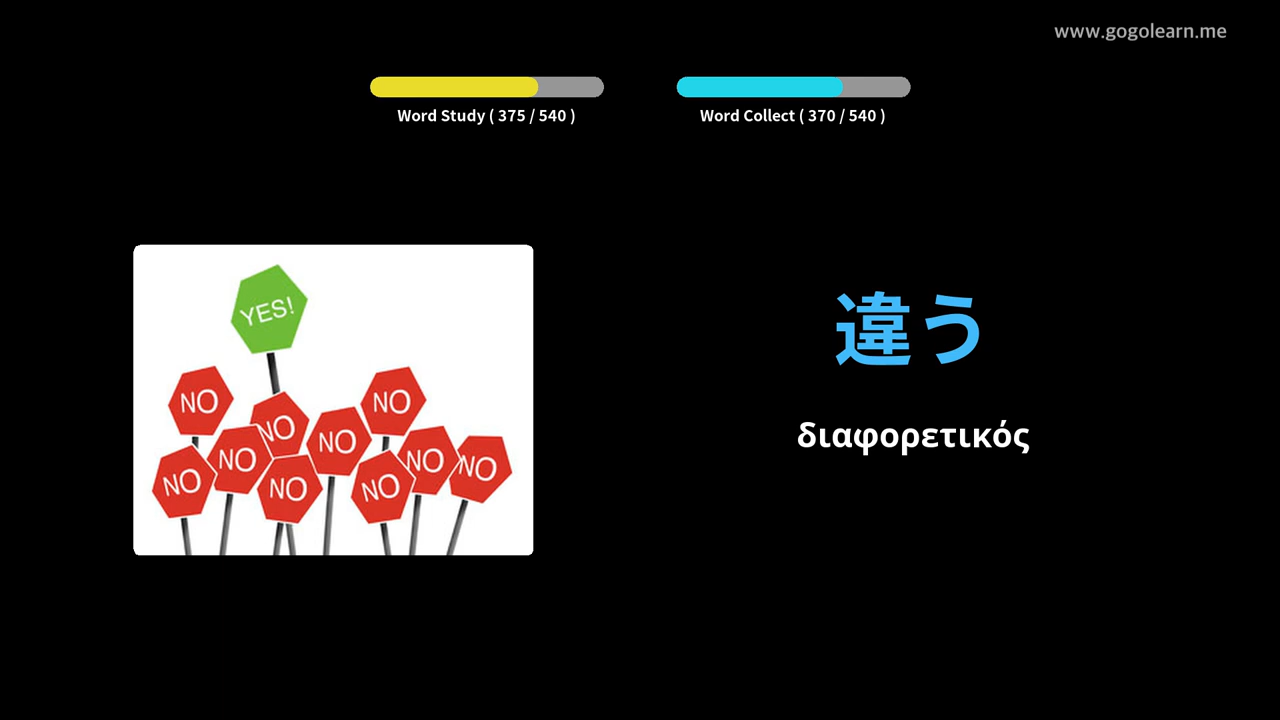 www.gogolearn.me
Word Study ( 375 / 540 )
Word Collect ( 370 / 540 )
YES!
NO
NO
NO
NO
NO
NO
NO
NO
NO
NO
違う
διαφορετικός